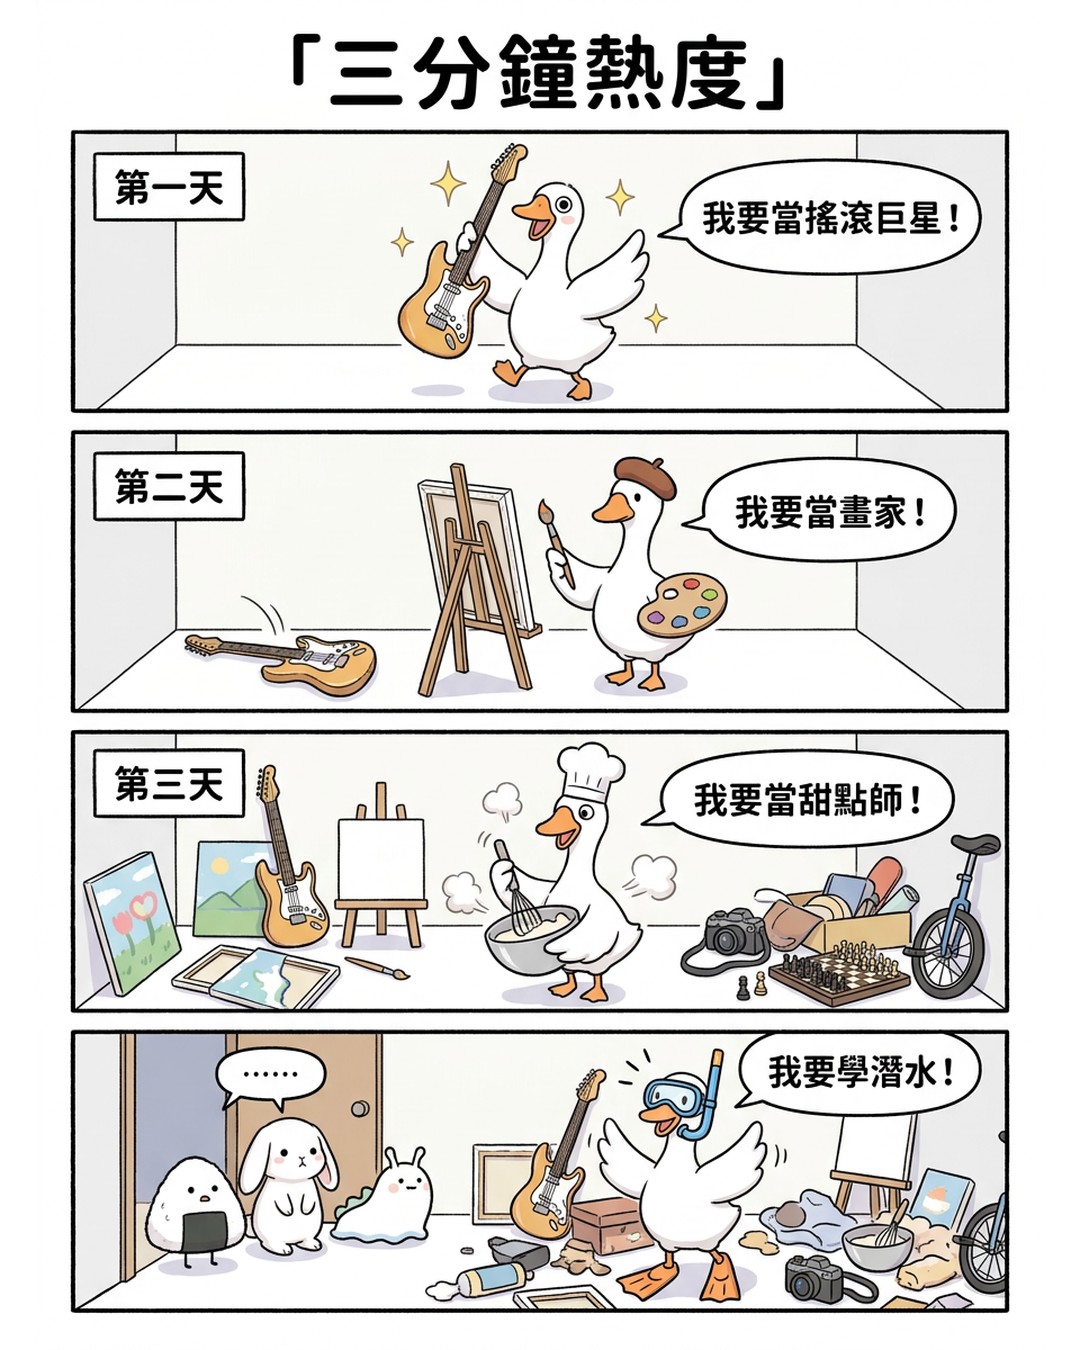 「三分鐘熱度」
第一天
我要當搖滾巨星！
第二天
我要當畫家！
第三天
我要當甜點師！
……
我要學潛水！